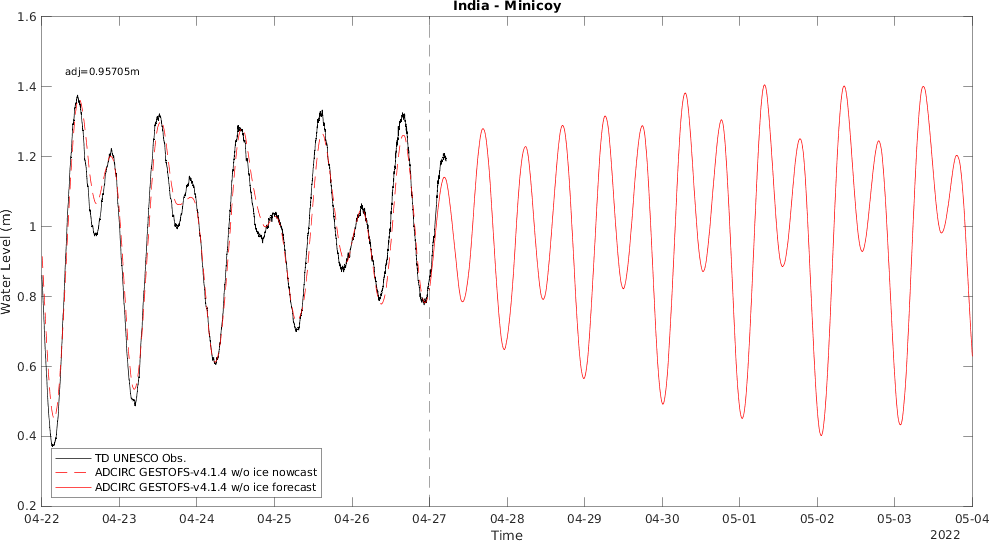 India - Minicoy
adj=0.95705m
Water Level (m)
1.6
1.4
1.2
1
0.8
0.6
0.4
0.2
TD UNESCO Obs.
ADCIRC GESTOFS-v4.1.4 w/o ice nowcast
ADCIRC GESTOFS-v4.1.4 w/o ice forecast
04-22 04-23 04-24 04-25 04-26 04-27 04-28 04-29 04-30 05-01 05-02 05-03 05-04
Time
2022